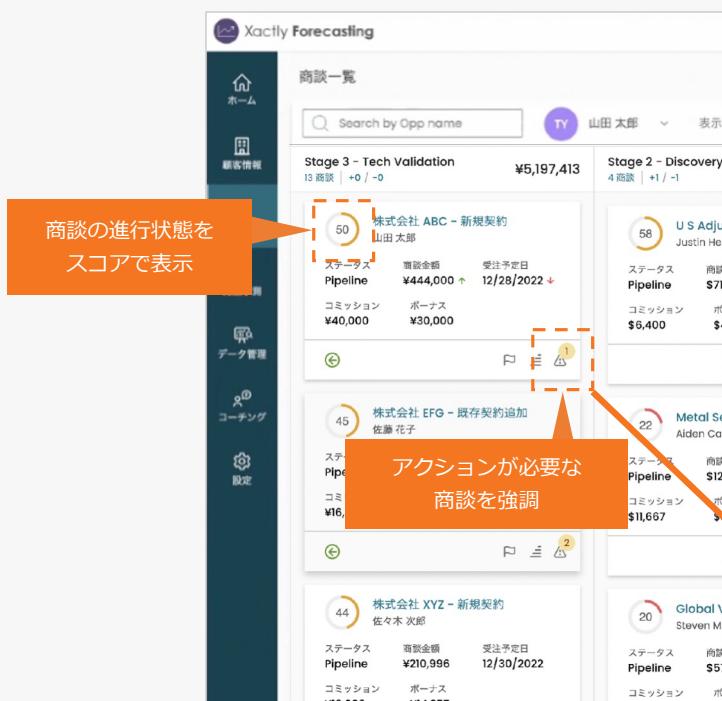 Xactly Forecasting
ホーム
顧客情報
データ管理
コーチング
設定
商談一覧
Search by Opp name
TY
山田 太郎
表示
Stage 3 - Tech Validation
¥5,197,413
13 商談 | +0 / -0
商談の進行状態を
スコアで表示
50
株式会社 ABC - 新規契約
山田 太郎
ステータス 商談金額 受注予定日
Pipeline ¥444,000 ↑ 12/28/2022 ↓
コミッション ボーナス
¥40,000 ¥30,000
1
アクションが必要な
商談を強調
45
株式会社 EFG - 既存契約追加
佐藤 花子
¥16,
2
44
株式会社 XYZ - 新規契約
佐々木 次郎
ステータス 商談金額 受注予定日
Pipeline ¥210,996 12/30/2022
コミッション ボーナス
Stage 2 - Discovery
4 商談 | +1 / -1
58
U S Adju
Justin He
ステータス
Pipeline $71
コミッション
$6,400
22
Metal Se
Aiden Ca
Pipeline $12
コミッション
$11,667
20
Global V
Steven M
ステータス
Pipeline $57
コミッション